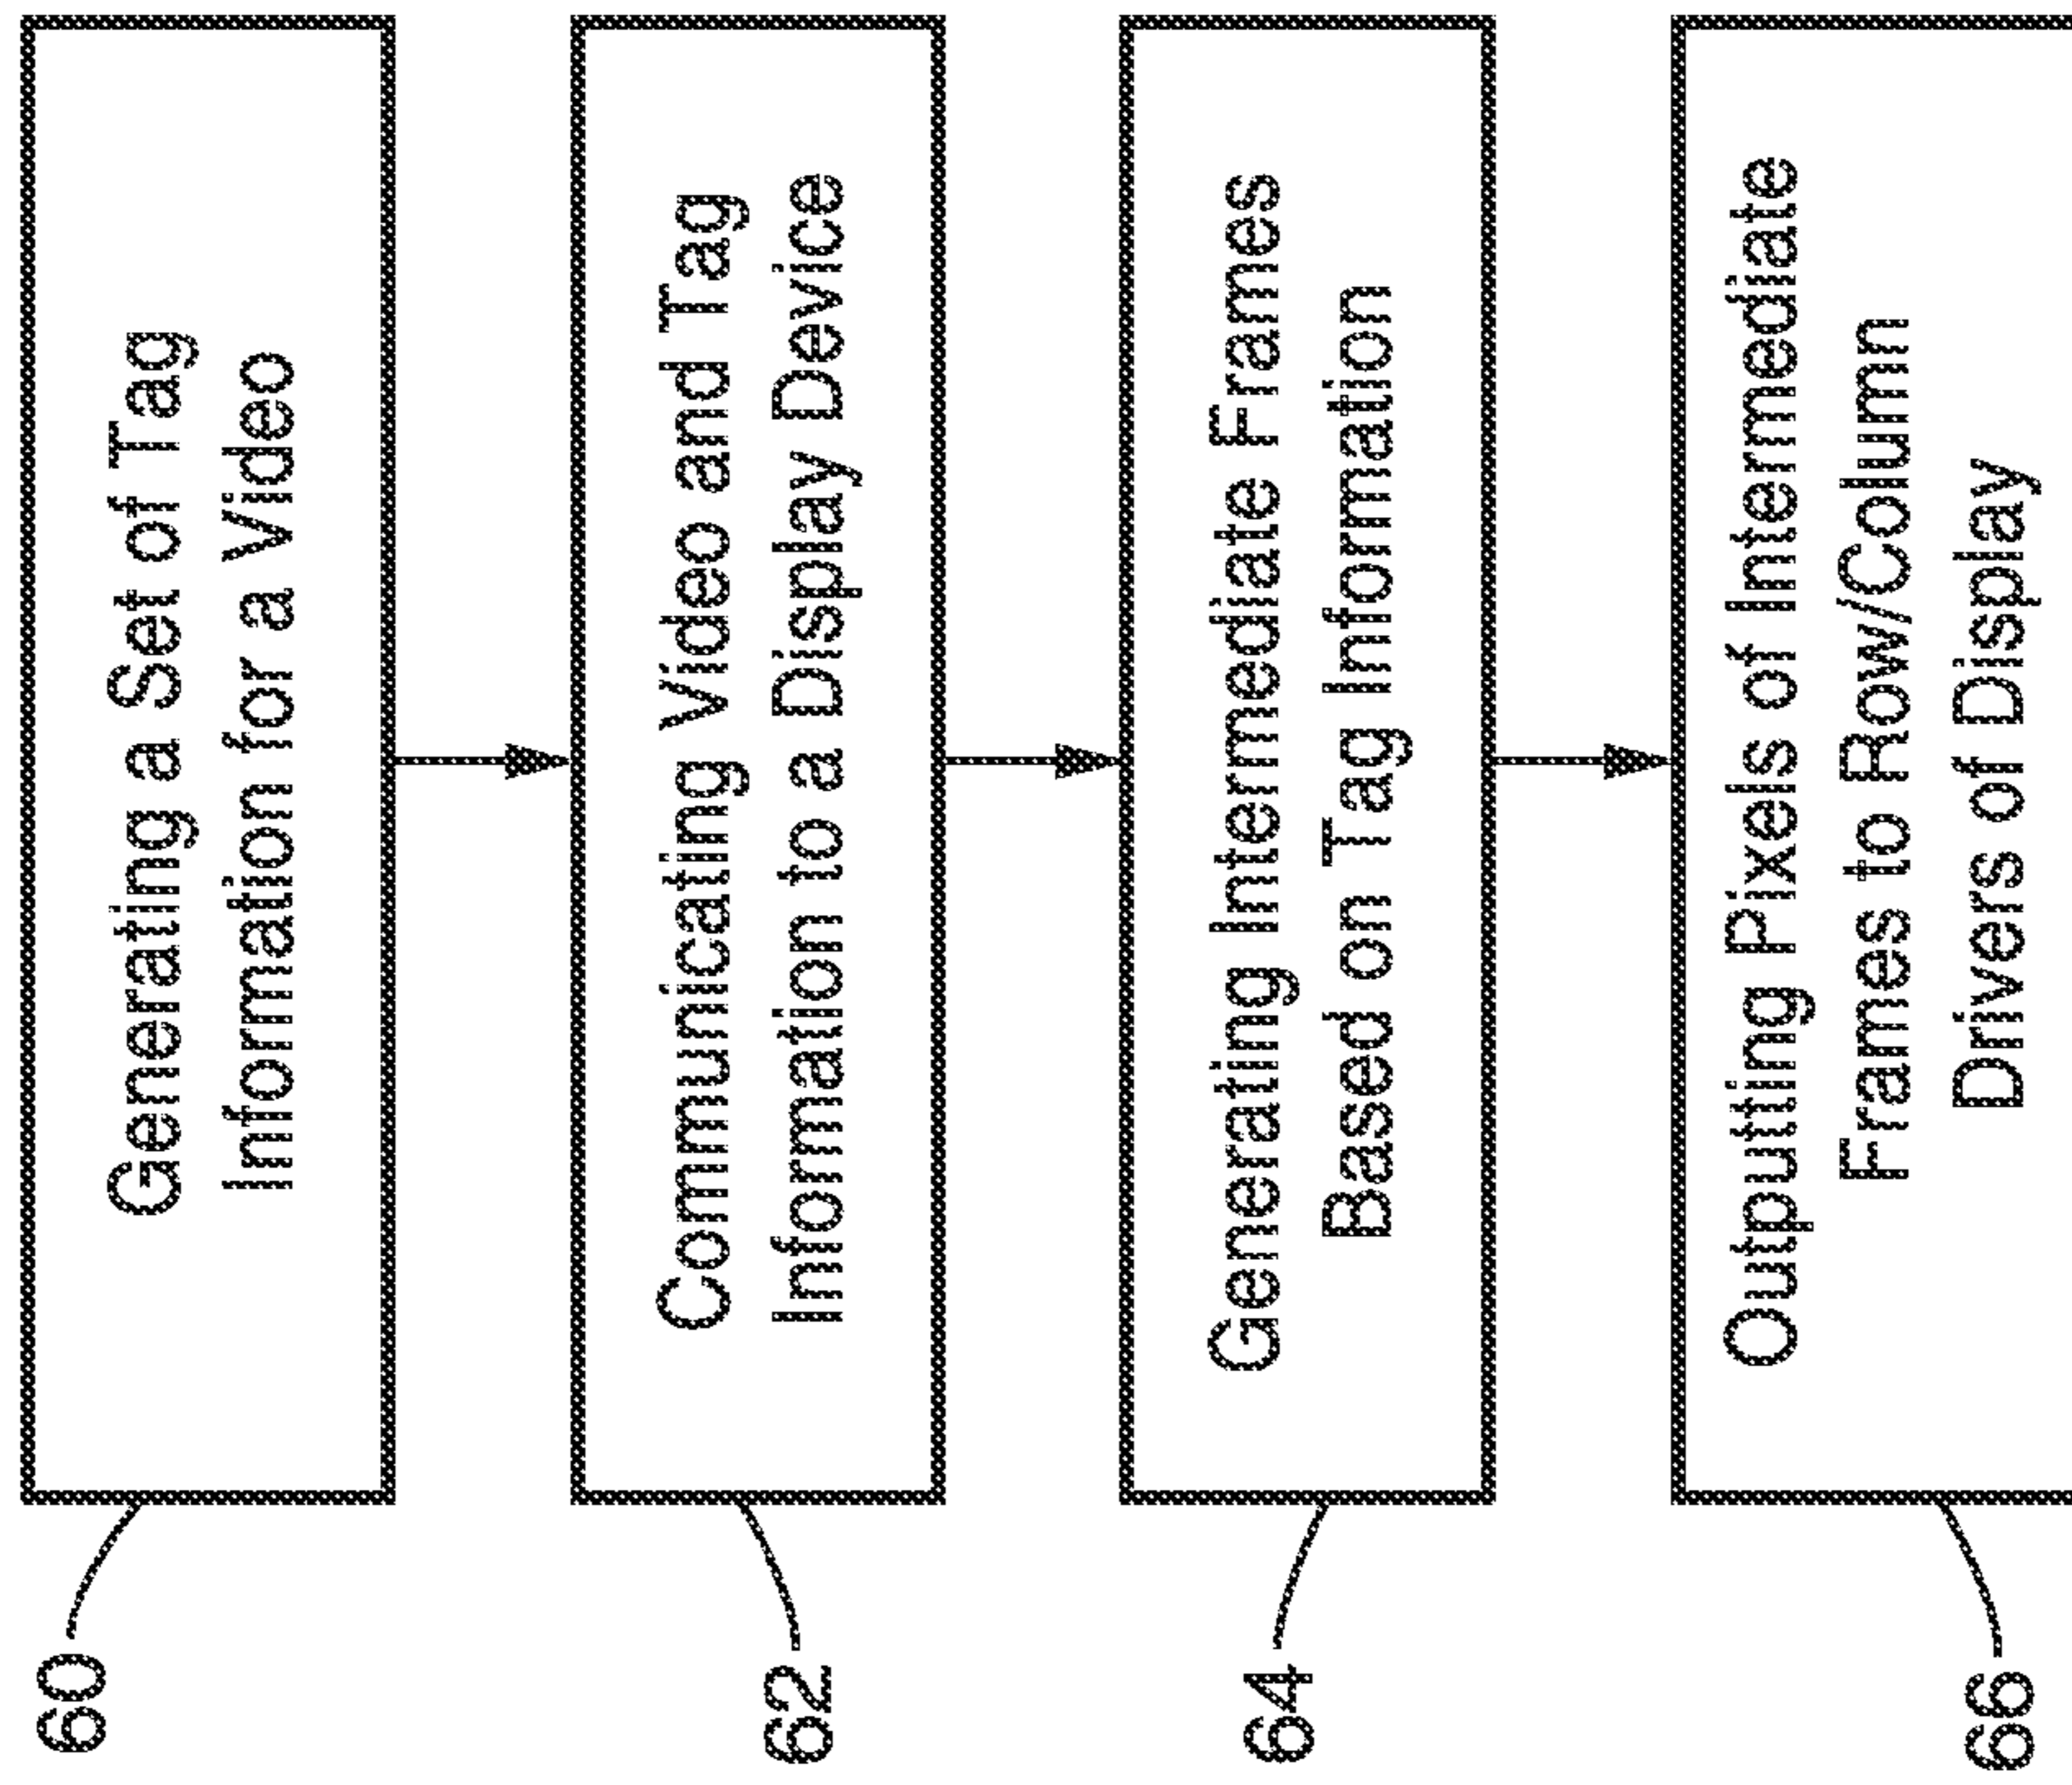 60
Generating a Set of Tag
Information for a Video
62
Communicating Video and Tag
Information to a Display Device
64
Generating Intermediate Frames
Based on Tag Information
66
Outputting Pixels of Intermediate
Frames to Row/Column
Drivers of Display